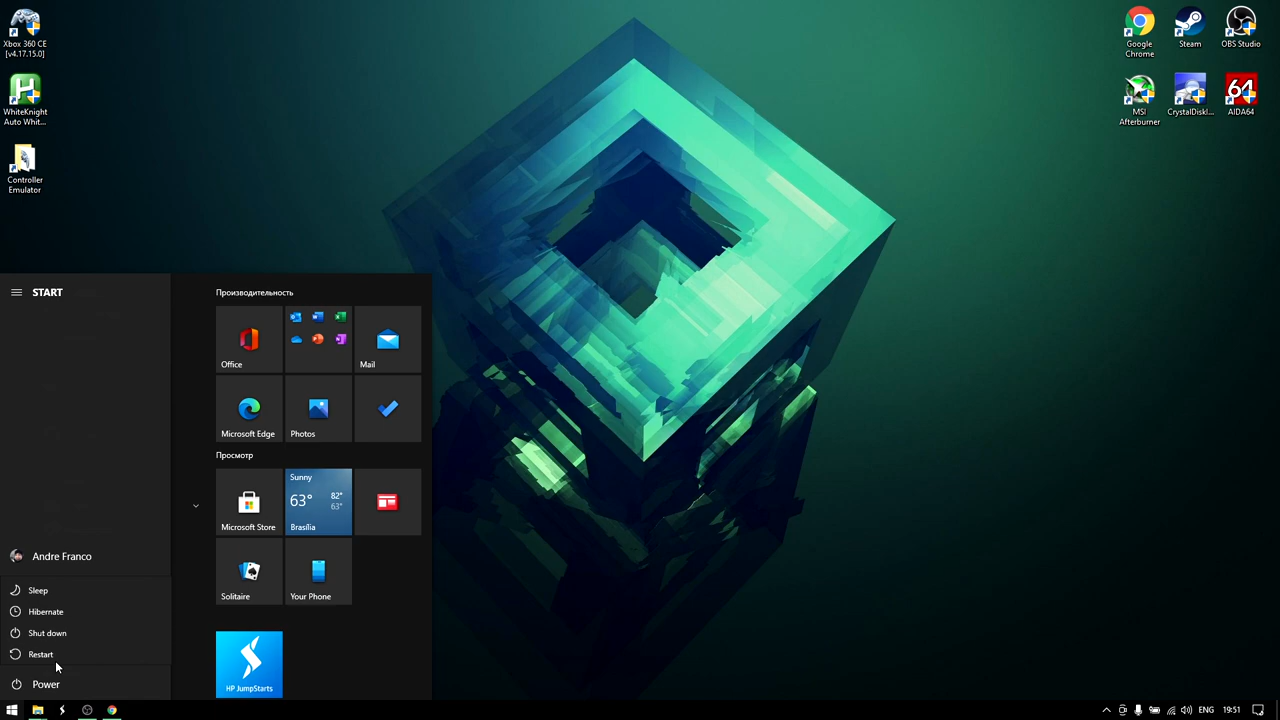 Xbox 360 CE
[v4.17.15.0]
WhiteKnight
Auto Whit...
Controller
Emulator
Google
Chrome
Steam
OBS Studio
MSI
Afterburner
CrystalDiskI...
64
AIDA64
START
Производительность
Office
Mail
Microsoft Edge
Photos
Просмотр
Microsoft Store
Sunny
63°
82°
63°
Brasília
Solitaire
Your Phone
HP JumpStarts
Andre Franco
Sleep
Hibernate
Shut down
Restart
Power
ENG
19:51